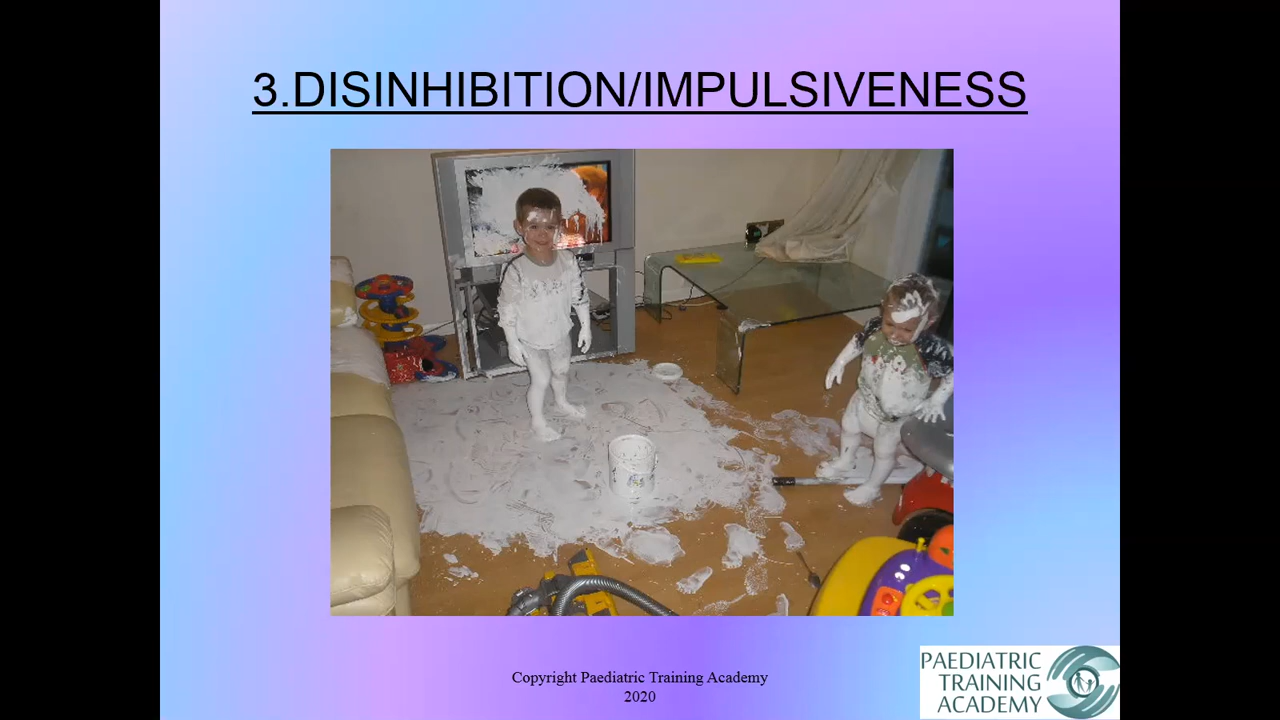 3.DISINHIBITION/IMPULSIVENESS
Copyright Paediatric Training Academy
2020
PAEDIATRIC
TRAINING
ACADEMY